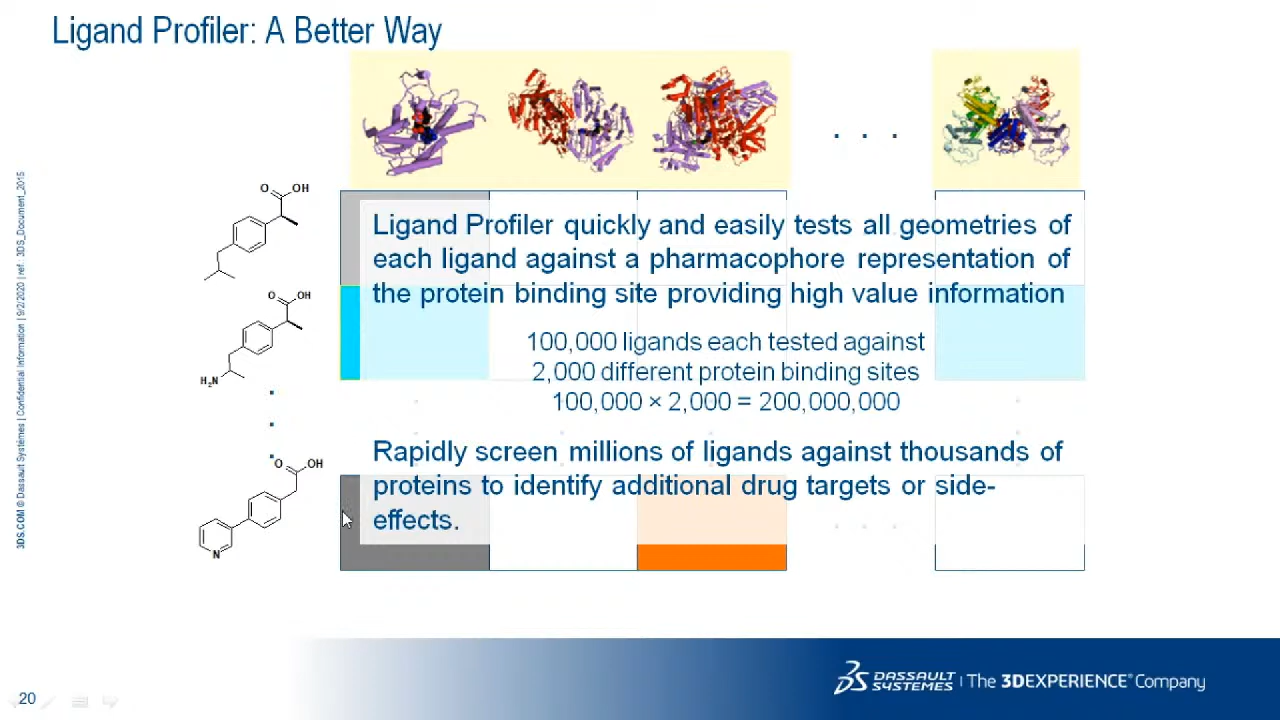 Ligand Profiler: A Better Way
. . .
O OH
Ligand Profiler quickly and easily tests all geometries of
each ligand against a pharmacophore representation of
the protein binding site providing high value information
O OH
H₂N
100,000 ligands each tested against
2,000 different protein binding sites
100,000 × 2,000 = 200,000,000
O OH
N
Rapidly screen millions of ligands against thousands of
proteins to identify additional drug targets or side-
effects.
3DS.COM © Dassault Systèmes | Confidential Information | 9/2/2020 | ref.: 3DS_Document_2015
20
DASSAULT
SYSTEMES | The 3DEXPERIENCE® Company